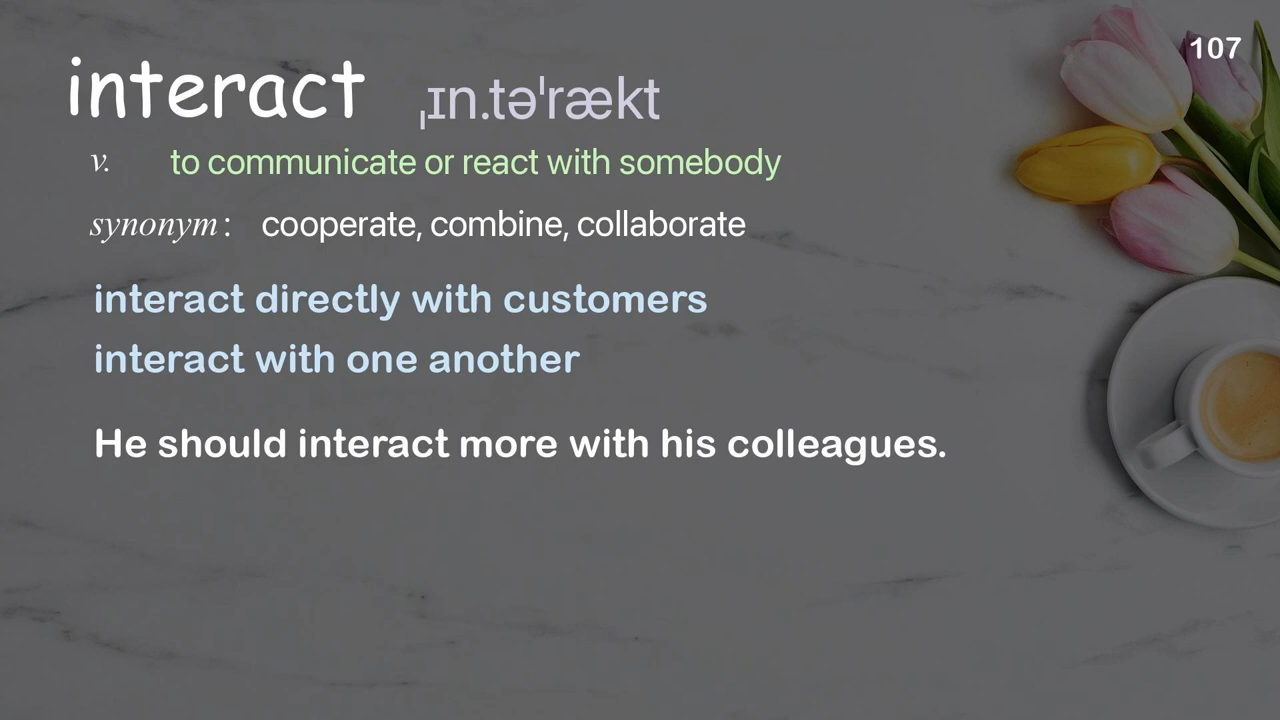 107
interact ˌɪn.təˈrækt
v. to communicate or react with somebody
synonym: cooperate, combine, collaborate
interact directly with customers
interact with one another
He should interact more with his colleagues.